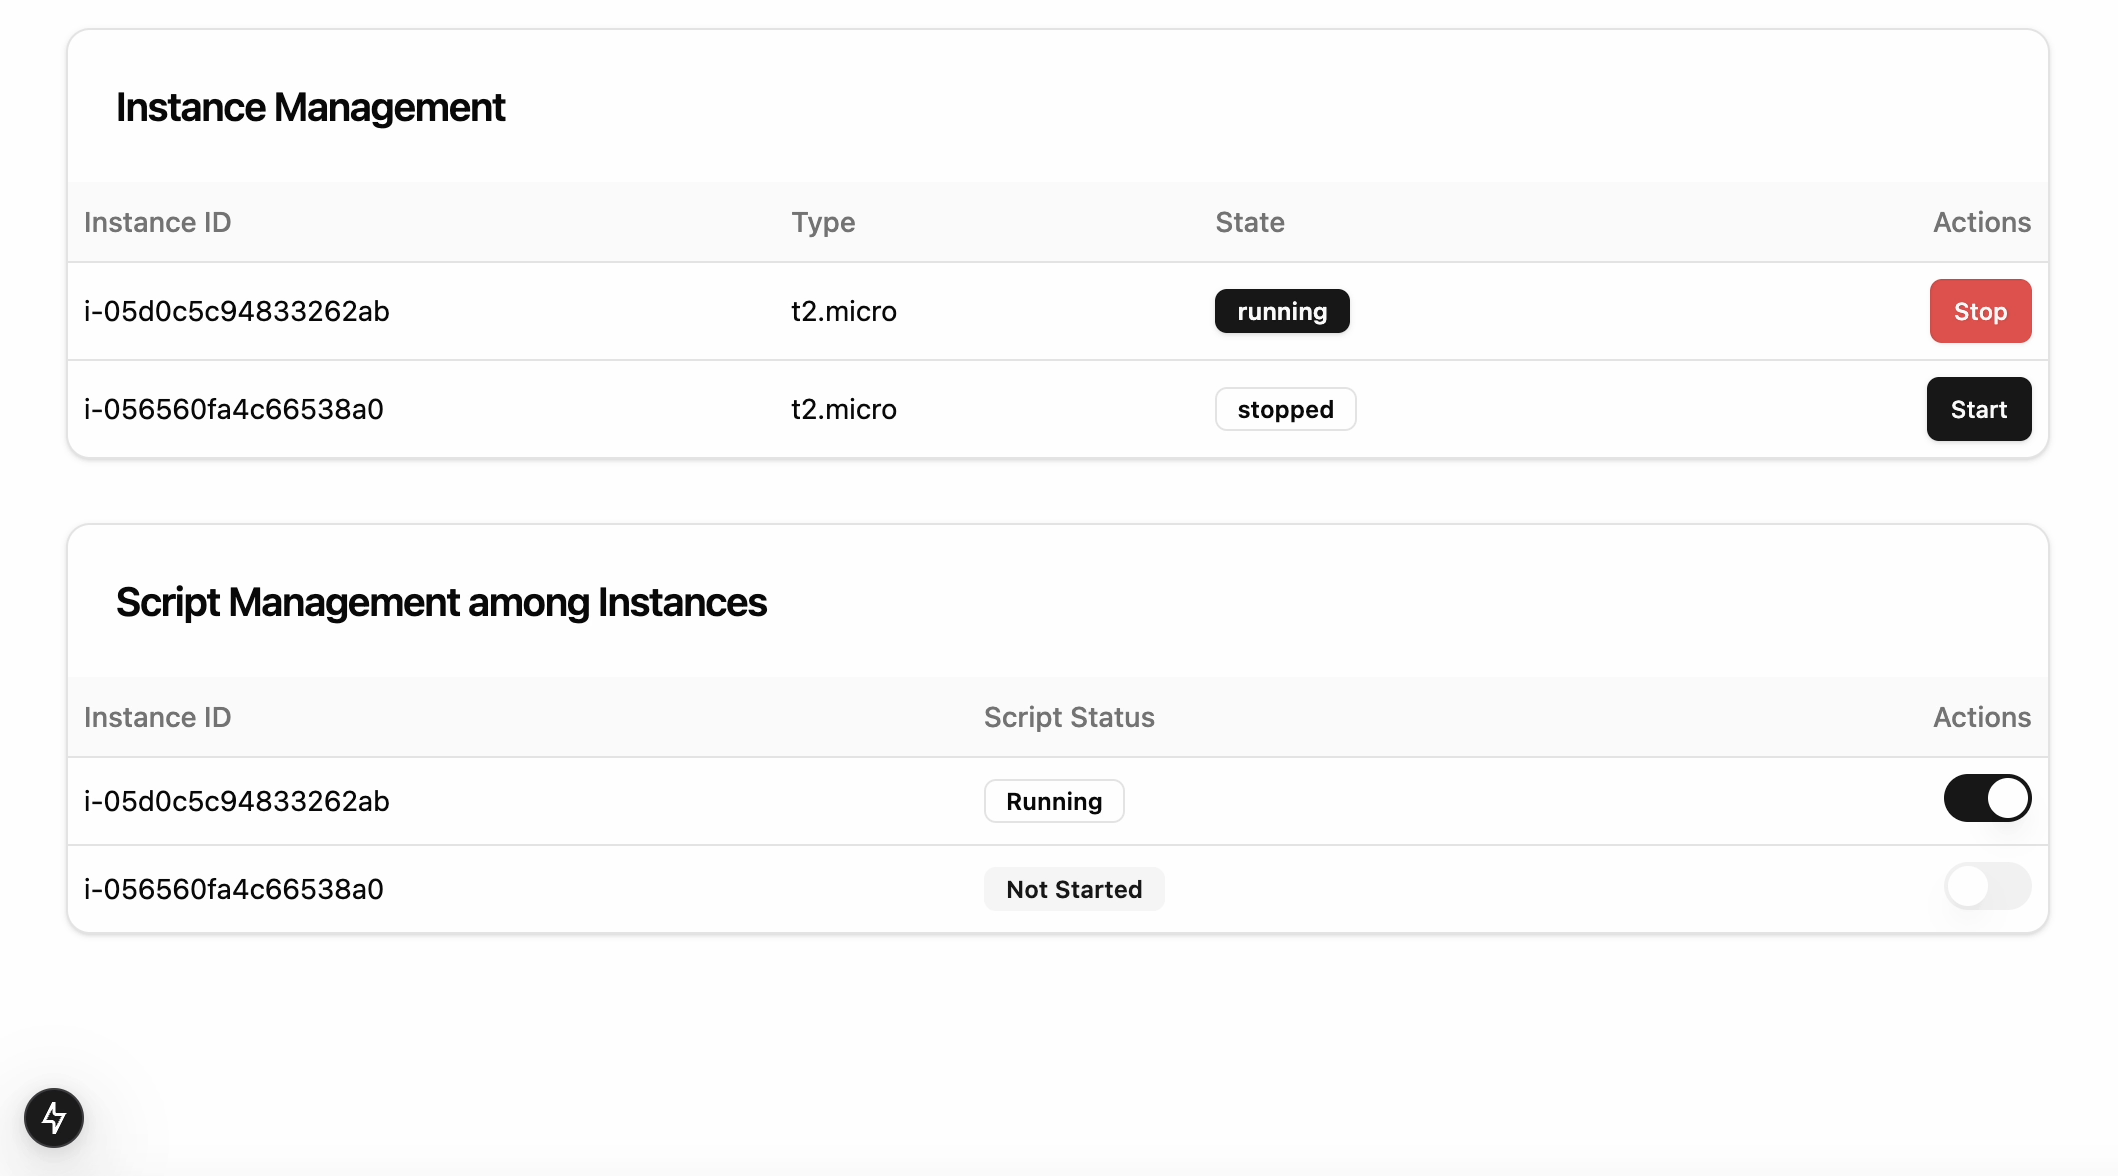 Instance Management
Instance ID Type State Actions
i-05d0c5c94833262ab t2.micro running Stop
i-056560fa4c66538a0 t2.micro stopped Start
Script Management among Instances
Instance ID Script Status Actions
i-05d0c5c94833262ab Running
i-056560fa4c66538a0 Not Started